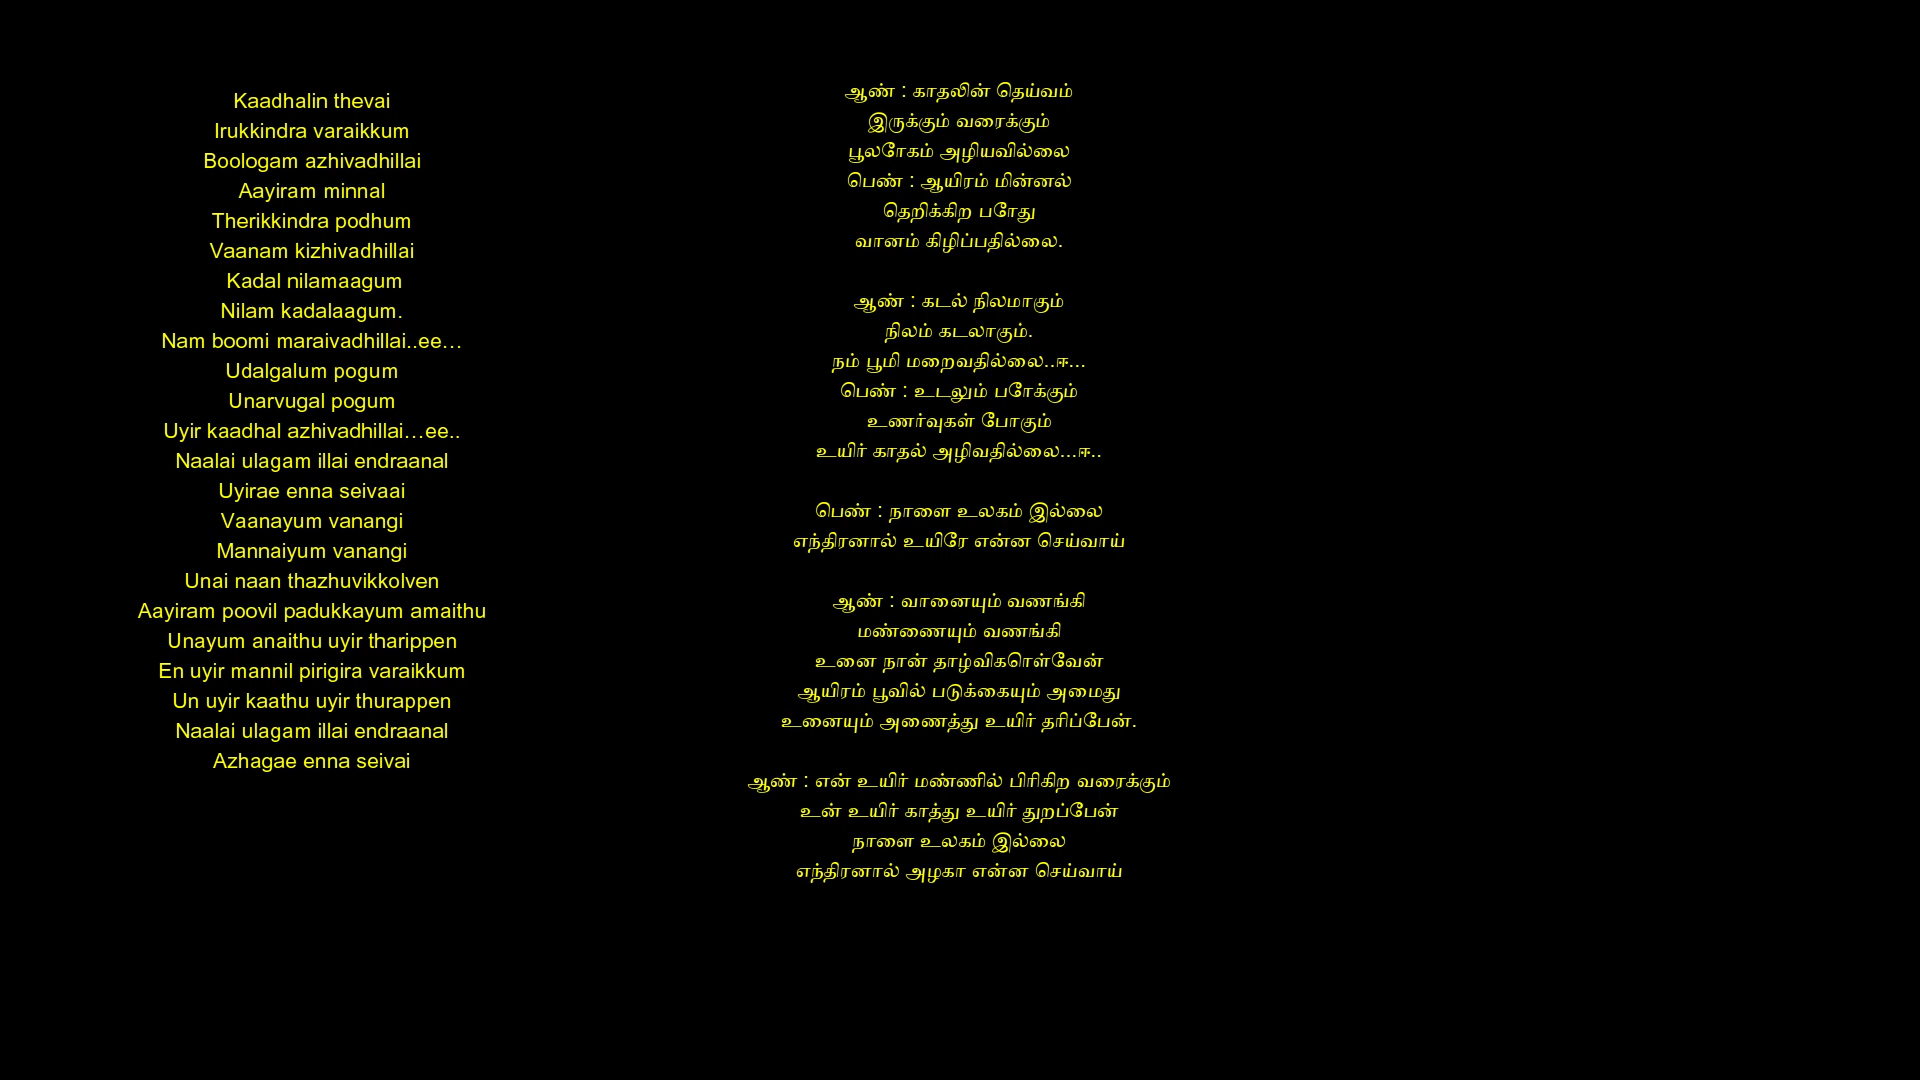 Kaadhalin thevai
Irukkindra varaikkum
Boologam azhivadhillai
Aayiram minnal
Therikkindra podhum
Vaanam kizhivadhillai
Kadal nilamaagum
Nilam kadalaagum.
Nam boomi maraivadhillai..ee…
Udalgalum pogum
Unarvugal pogum
Uyir kaadhal azhivadhillai…ee..
Naalai ulagam illai endraanal
Uyirae enna seivaai
Vaanayum vanangi
Mannaiyum vanangi
Unai naan thazhuvikkolven
Aayiram poovil padukkayum amaithu
Unayum anaithu uyir tharippen
En uyir mannil pirigira varaikkum
Un uyir kaathu uyir thurappen
Naalai ulagam illai endraanal
Azhagae enna seivai
ஆண் : காதலின் தெய்வம்
இருக்கும் வரைக்கும்
பூலரேகம் அழியவில்லை
பெண் : ஆயிரம் மின்னல்
தெறிக்கிற பரேது
வானம் கிழிப்பதில்லை.
ஆண் : கடல் நிலமாகும்
நிலம் கடலாகும்.
நம் பூமி மறைவதில்லை..ஈ...
பெண் : உடலும் பரேக்கும்
உணர்வுகள் போகும்
உயிர் காதல் அழிவதில்லை...ஈ..
பெண் : நாளை உலகம் இல்லை
எந்திரனால் உயிரே என்ன செய்வாய்
ஆண் : வானையும் வணங்கி
மண்ணையும் வணங்கி
உனை நான் தாழ்விகரெள்வேன்
ஆயிரம் பூவில் படுக்கையும் அமைது
உனையும் அணைத்து உயிர் தரிப்பேன்.
ஆண் : என் உயிர் மண்ணில் பிரிகிற வரைக்கும்
உன் உயிர் காத்து உயிர் துறப்பேன்
நாளை உலகம் இல்லை
எந்திரனால் அழகா என்ன செய்வாய்